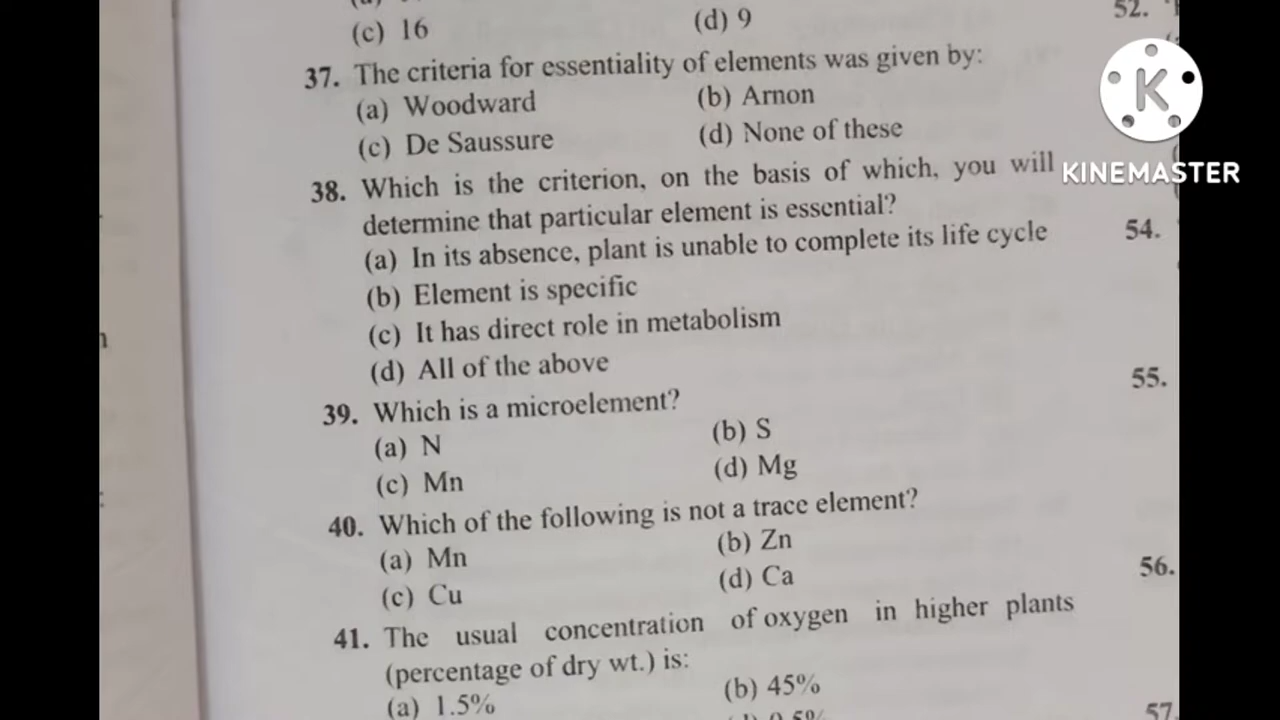 (c) 16
(d) 9
37. The criteria for essentiality of elements was given by:
(a) Woodward
(b) Arnon
(c) De Saussure
(d) None of these
38. Which is the criterion, on the basis of which, you will
determine that particular element is essential?
(a) In its absence, plant is unable to complete its life cycle
(b) Element is specific
(c) It has direct role in metabolism
(d) All of the above
39. Which is a microelement?
(a) N
(b) S
(c) Mn
(d) Mg
40. Which of the following is not a trace element?
(a) Mn
(b) Zn
(c) Cu
(d) Ca
41. The usual concentration of oxygen in higher plants
(percentage of dry wt.) is:
(a) 1.5%
(b) 45%
52.
54.
55.
56.
57
K
KINEMASTER